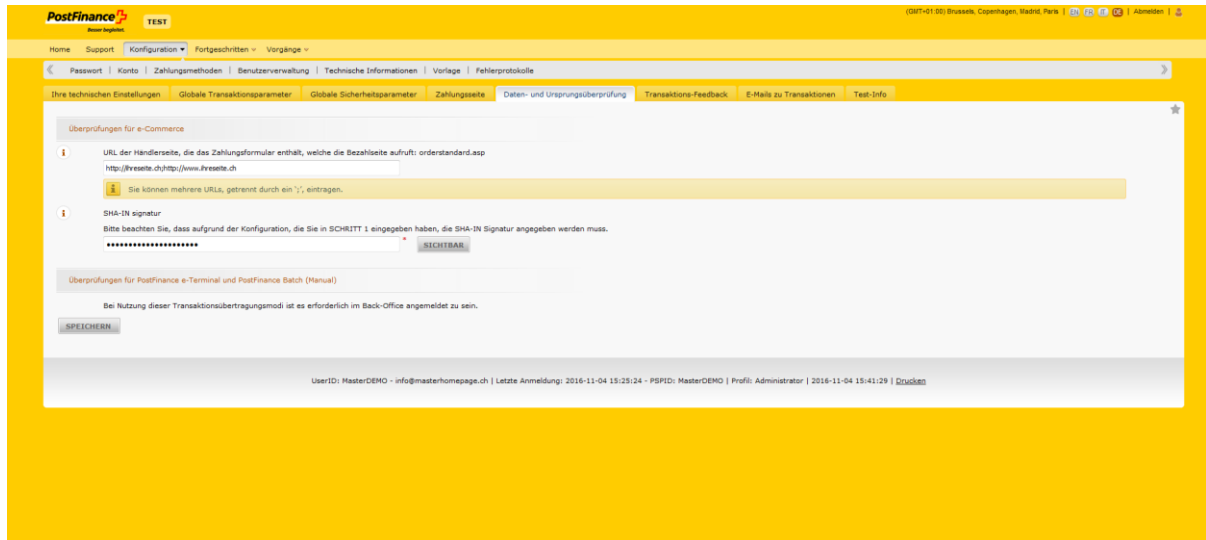 PostFinance
Besser begleitet.
TEST
(GMT+01:00) Brussels, Copenhagen, Madrid, Paris | EN FR IT DE | Abmelden |
Home Support Konfiguration Fortgeschritten Vorgänge
Passwort | Konto | Zahlungsmethoden | Benutzerverwaltung | Technische Informationen | Vorlage | Fehlerprotokolle
Ihre technischen Einstellungen Globale Transaktionsparameter Globale Sicherheitsparameter Zahlungsseite Daten- und Ursprungsüberprüfung Transaktions-Feedback E-Mails zu Transaktionen Test-Info
Überprüfungen für e-Commerce
URL der Händlerseite, die das Zahlungsformular enthält, welche die Bezahlseite aufruft: orderstandard.asp
http://ihreseite.ch;http://www.ihreseite.ch
Sie können mehrere URLs, getrennt durch ein ';', eintragen.
SHA-IN signatur
Bitte beachten Sie, dass aufgrund der Konfiguration, die Sie in SCHRITT 1 eingegeben haben, die SHA-IN Signatur angegeben werden muss.
* SICHTBAR
Überprüfungen für PostFinance e-Terminal und PostFinance Batch (Manual)
Bei Nutzung dieser Transaktionsübertragungsmodi ist es erforderlich im Back-Office angemeldet zu sein.
SPEICHERN
UserID: MasterDEMO - info@masterhomepage.ch | Letzte Anmeldung: 2016-11-04 15:25:24 - PSPID: MasterDEMO | Profil: Administrator | 2016-11-04 15:41:29 | Drucken